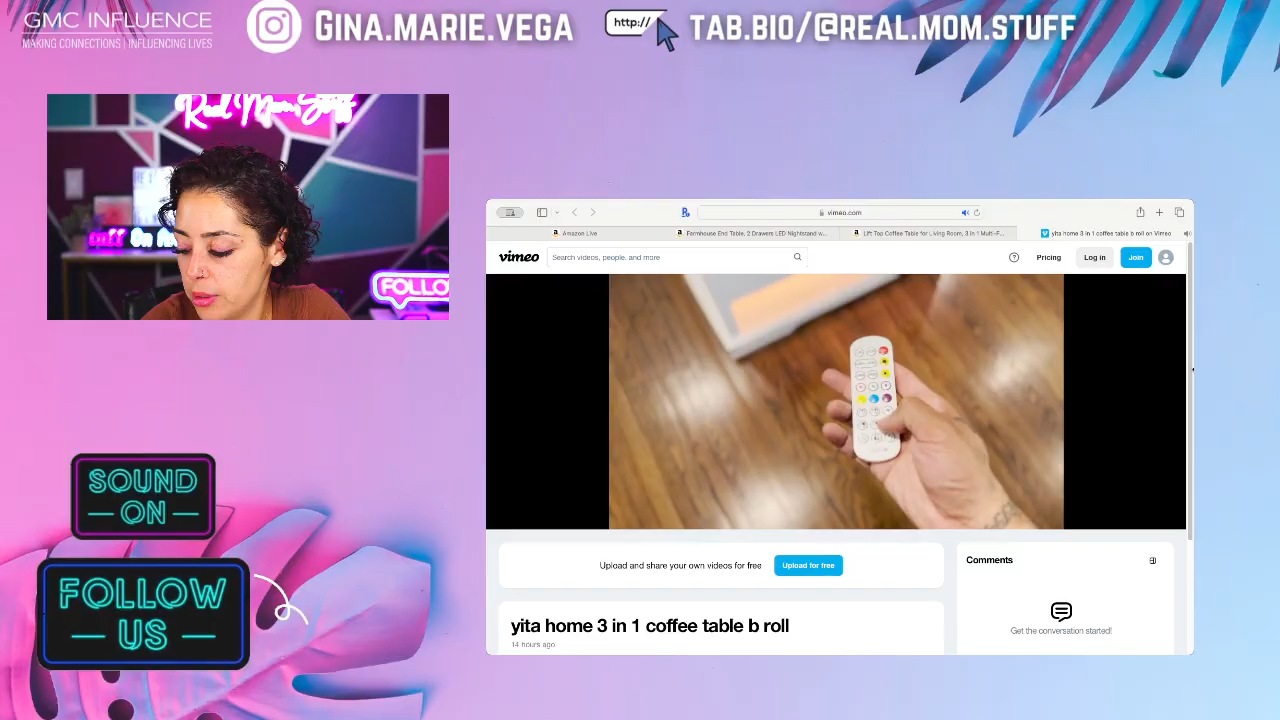 GMC INFLUENCE
MAKING CONNECTIONS | INFLUENCING LIVES
GINA.MARIE.VEGA
http://
TAB.BIO/@REAL.MOM.STUFF
Real Mom Stuff
On Air
FOLLO
vimeo.com
Amazon Live
Farmhouse End Table, 2 Drawers LED Nightstand w...
Lift Top Coffee Table for Living Room, 3 in 1 Multi-F...
yita home 3 in 1 coffee table b roll on Vimeo
vimeo
Search videos, people, and more
Pricing
Log in
Join
Upload and share your own videos for free
Upload for free
Comments
Get the conversation started!
yita home 3 in 1 coffee table b roll
14 hours ago
SOUND
ON
FOLLOW
US